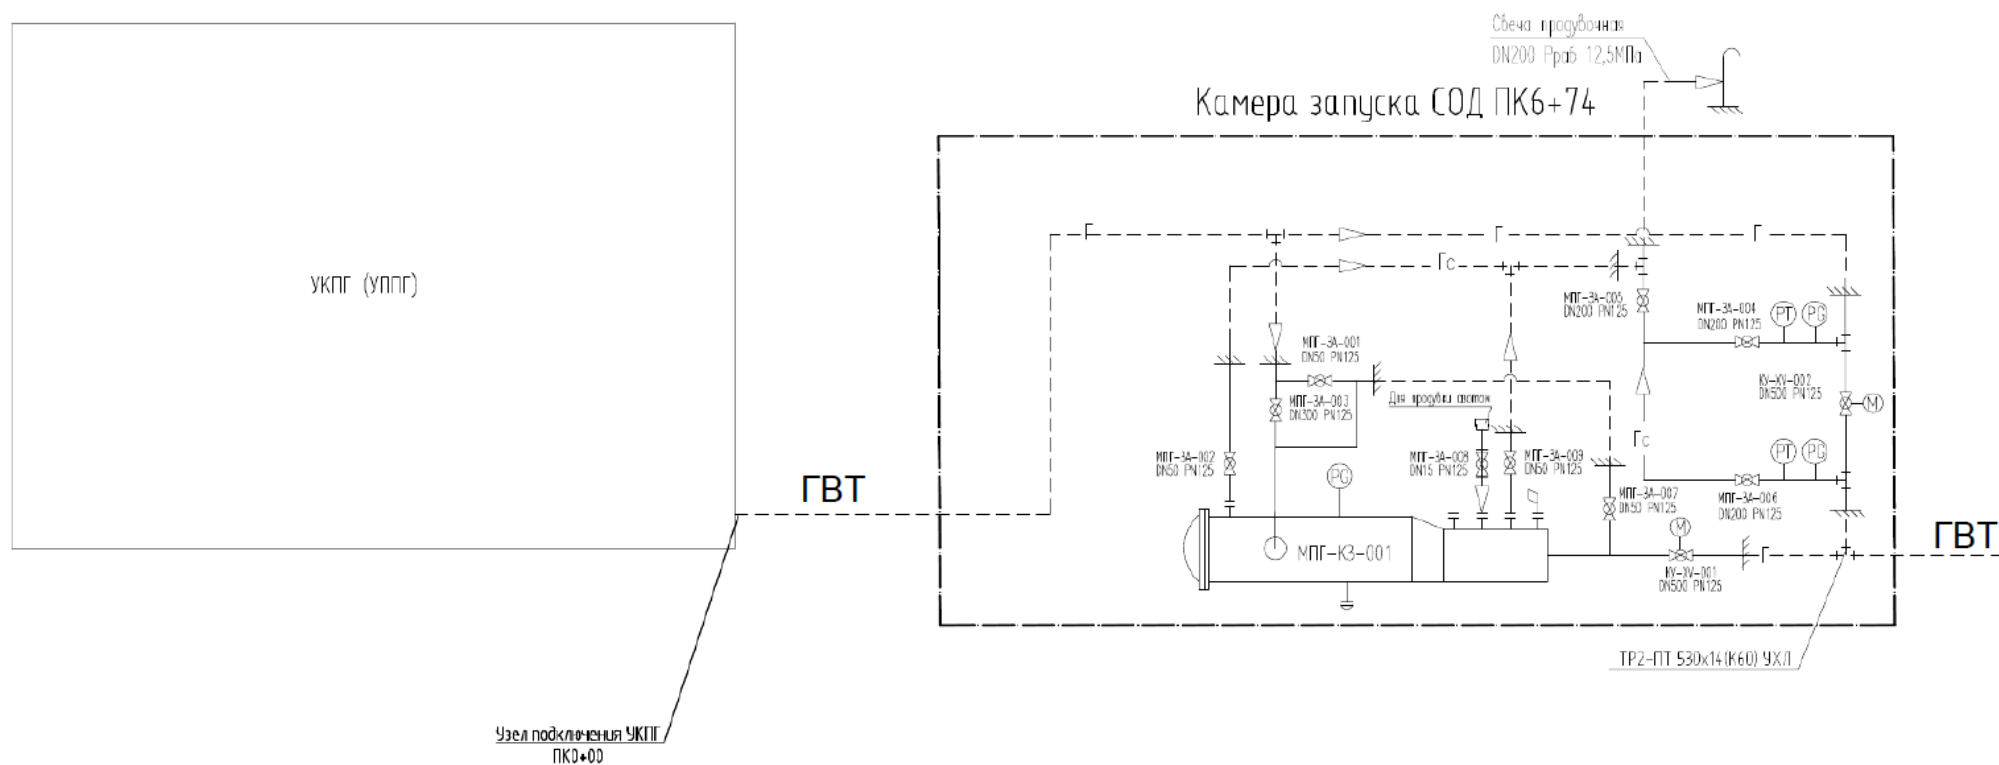 Свеча продувочная
DN200 Рраб 12,5МПа
Камера запуска СОД ПК6+74
Г
Г
Г
Гс
УКПГ (УППГ)
МПГ-ЗА-005
DN200 PN125
МПГ-ЗА-004
DN200 PN125
PT
PG
МПГ-ЗА-001
DN50 PN125
КУ-XV-002
DN500 PN125
M
МПГ-ЗА-003
DN300 PN125
Для продувки азотом
Гс
МПГ-ЗА-002
DN50 PN125
PG
МПГ-ЗА-008
DN15 PN125
МПГ-ЗА-009
DN50 PN125
PT
PG
МПГ-ЗА-007
DN50 PN125
МПГ-ЗА-006
DN200 PN125
ГВТ
M
МПГ-КЗ-001
Г
ГВТ
КУ-XV-001
DN500 PN125
ТР2-ПТ 530х14(К60) УХЛ
Узел подключения УКПГ
ПК0+00